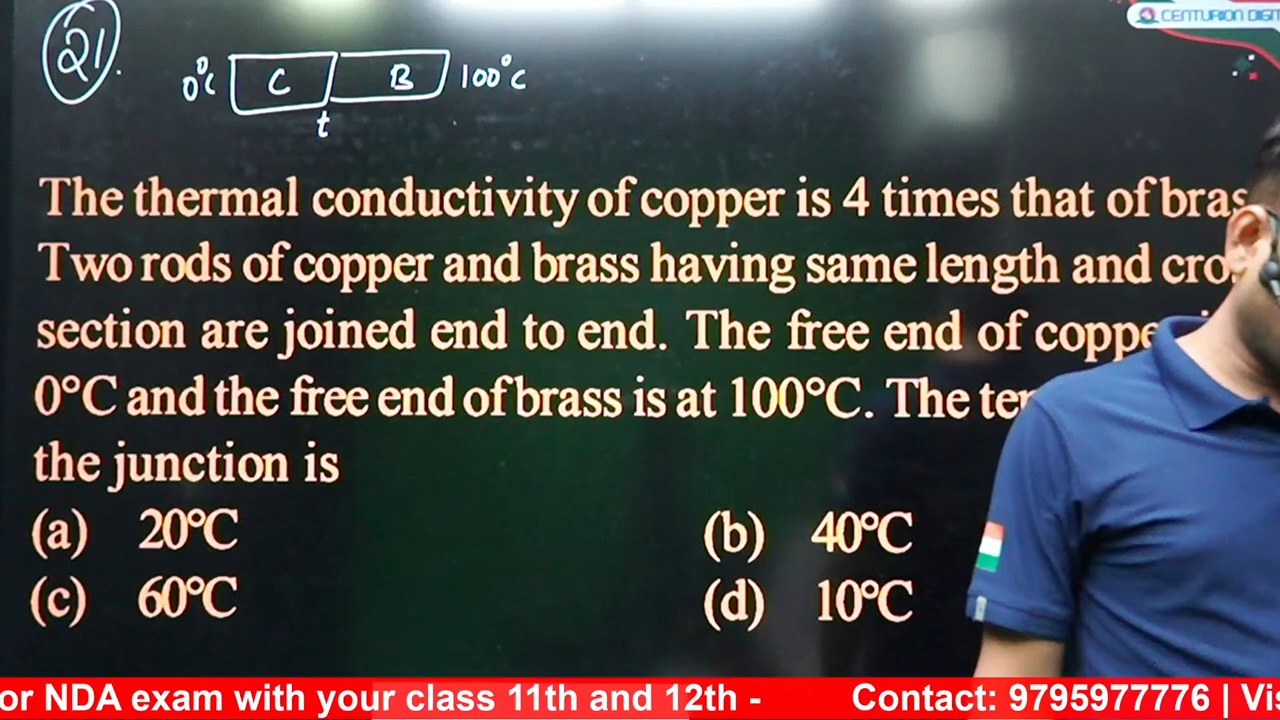 21.
CENTURION DIGIT
0°C C B 100°C
t
The thermal conductivity of copper is 4 times that of bras
Two rods of copper and brass having same length and cro
section are joined end to end. The free end of coppe
0°C and the free end of brass is at 100°C. The te
the junction is
(a) 20°C (b) 40°C
(c) 60°C (d) 10°C
or NDA exam with your class 11th and 12th - Contact: 9795977776 | Vis